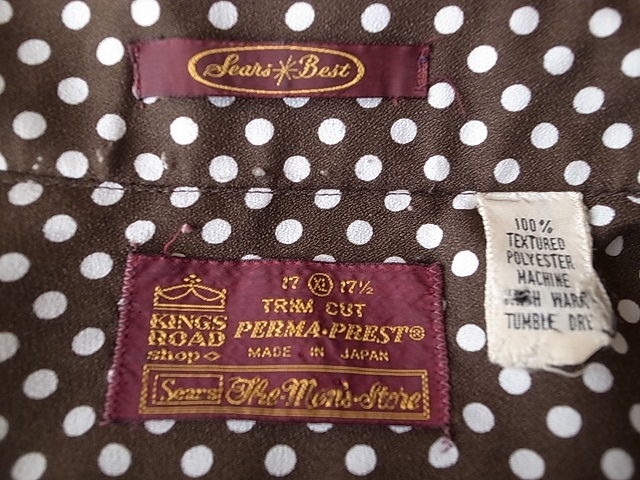 Sears Best
17 XL 17½
TRIM CUT
KINGS ROAD shop
PERMA·PREST®
MADE IN JAPAN
Sears The Men's Store
100%
TEXTURED
POLYESTER
MACHINE
WASH WARM
TUMBLE DRY